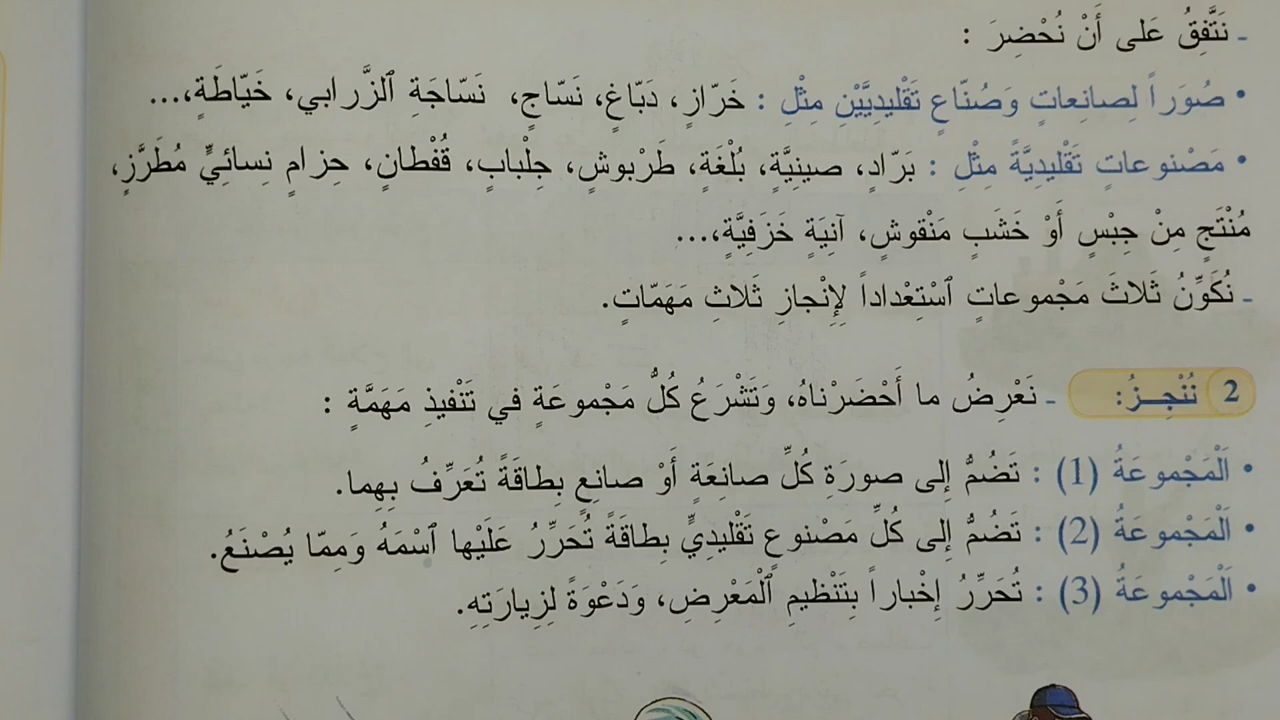 ـ نَتَّفِقُ عَلى أَنْ نُحْضِرَ :
• صُوَراً لِصانِعاتٍ وَصُنّاعٍ تَقْليدِيَّيْنِ مِثْلِ : خَرّازٍ، دَبّاغٍ، نَسّاجٍ، نَسّاجَةِ ٱلزَّرابي، خَيّاطَةٍ،...
• مَصْنوعاتٍ تَقْليدِيَّةً مِثْلِ : بَرّادٍ، صينِيَّةٍ، بُلْغَةٍ، طَرْبوشٍ، جِلْبابٍ، قُفْطانٍ، حِزامٍ نِسائِيٍّ مُطَرَّزٍ،
مُنْتَجٍ مِنْ جِبْسٍ أَوْ خَشَبٍ مَنْقوشٍ، آنِيَةٍ خَزَفِيَّةٍ،...
ـ نُكَوِّنُ ثَلاثَ مَجْموعاتٍ ٱسْتِعْداداً لِإِنْجازِ ثَلاثِ مَهَمّاتٍ.
2 نُنْجِـــزُ: ـ نَعْرِضُ ما أَحْضَرْناهُ، وَتَشْرَعُ كُلُّ مَجْموعَةٍ في تَنْفيذِ مَهَمَّةٍ :
• اَلْمَجْموعَةُ (1) : تَضُمُّ إِلى صورَةِ كُلِّ صانِعَةٍ أَوْ صانِعٍ بِطاقَةً تُعَرِّفُ بِهِما.
• اَلْمَجْموعَةُ (2) : تَضُمُّ إِلى كُلِّ مَصْنوعٍ تَقْليدِيٍّ بِطاقَةً تُحَرِّرُ عَلَيْها ٱسْمَهُ وَمِمّا يُصْنَعُ.
• اَلْمَجْموعَةُ (3) : تُحَرِّرُ إِخْباراً بِتَنْظيمِ ٱلْمَعْرِضِ، وَدَعْوَةً لِزِيارَتِهِ.